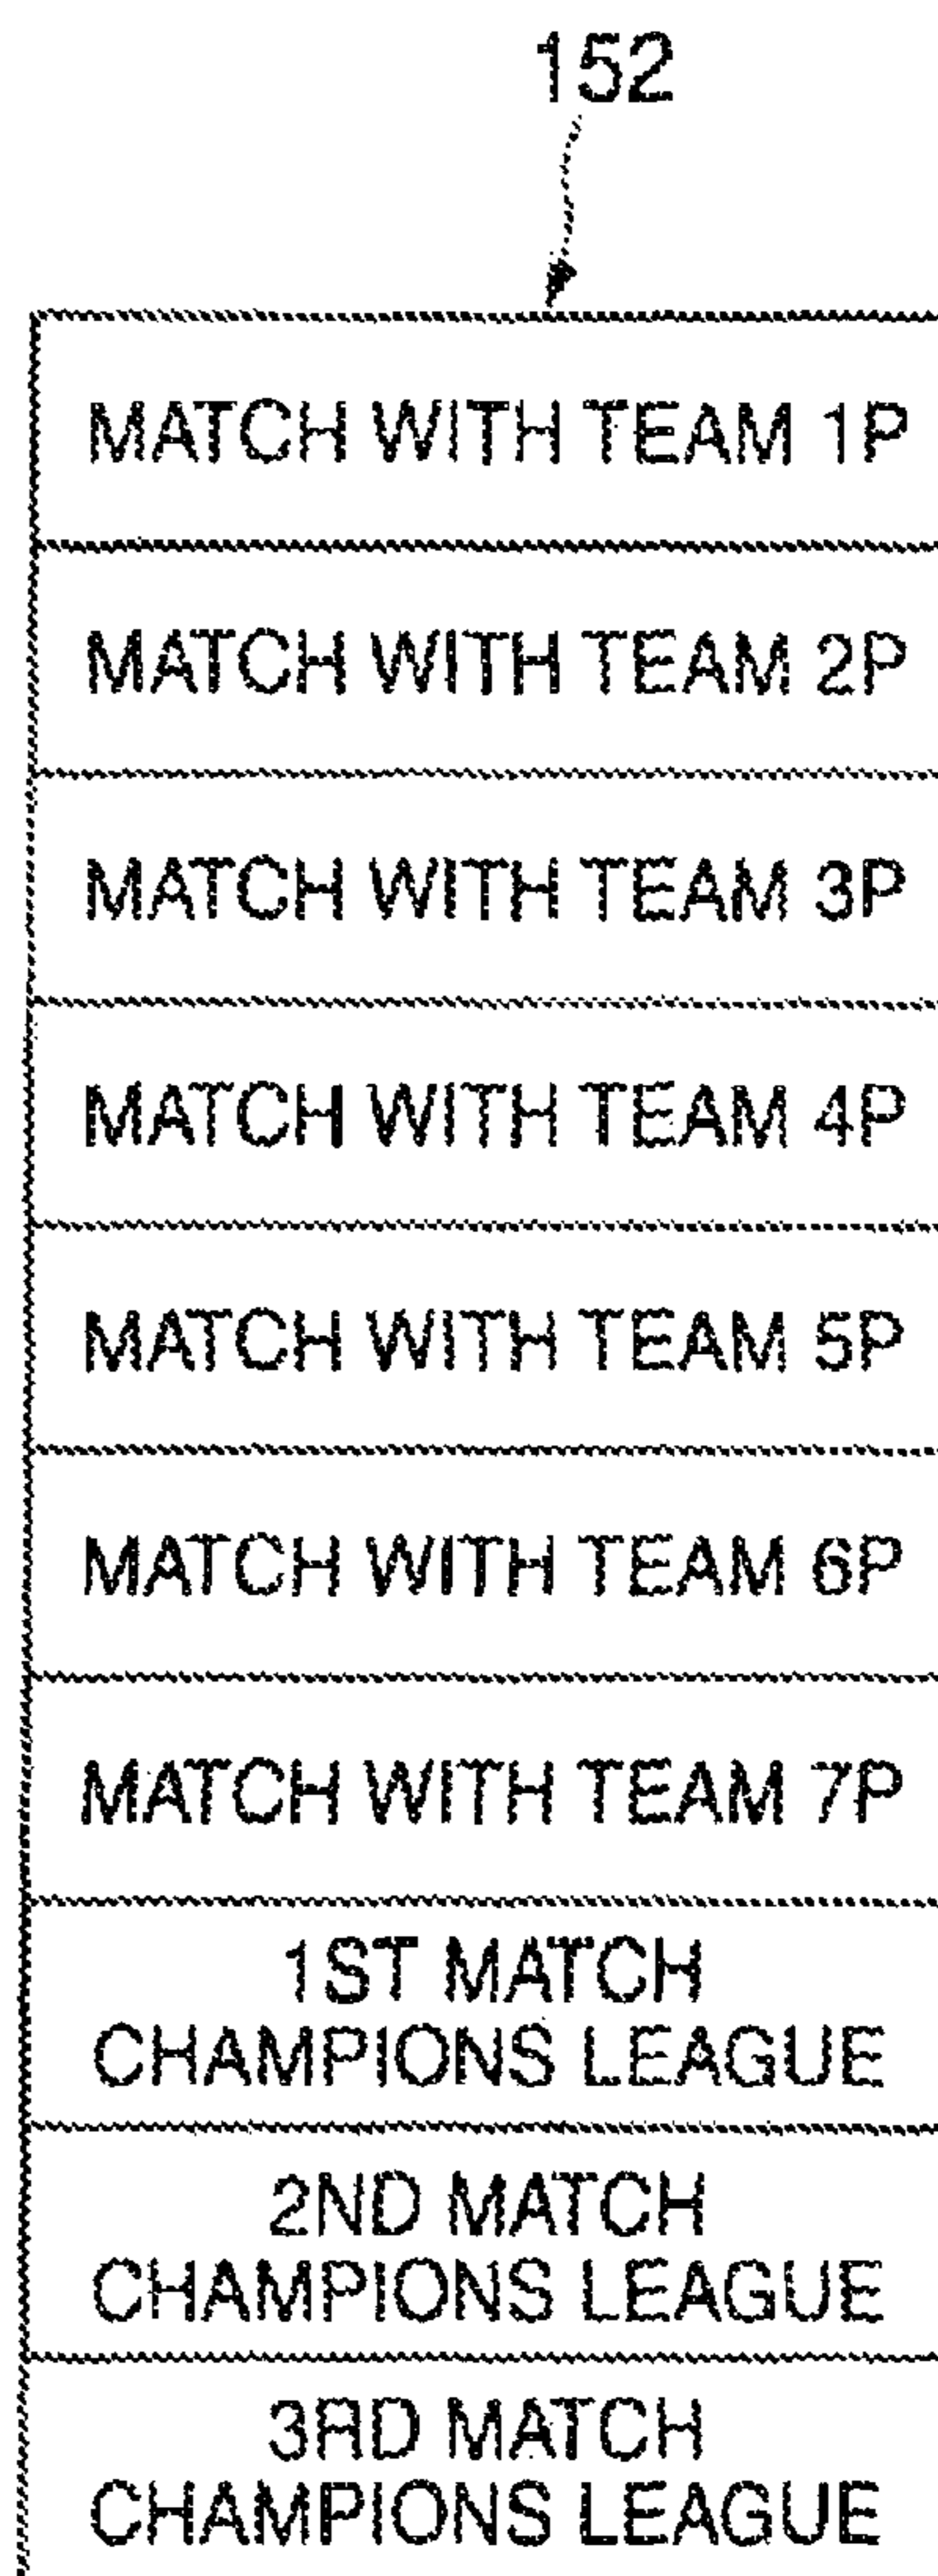 152
MATCH WITH TEAM 1P
MATCH WITH TEAM 2P
MATCH WITH TEAM 3P
MATCH WITH TEAM 4P
MATCH WITH TEAM 5P
MATCH WITH TEAM 6P
MATCH WITH TEAM 7P
1ST MATCH
CHAMPIONS LEAGUE
2ND MATCH
CHAMPIONS LEAGUE
3RD MATCH
CHAMPIONS LEAGUE